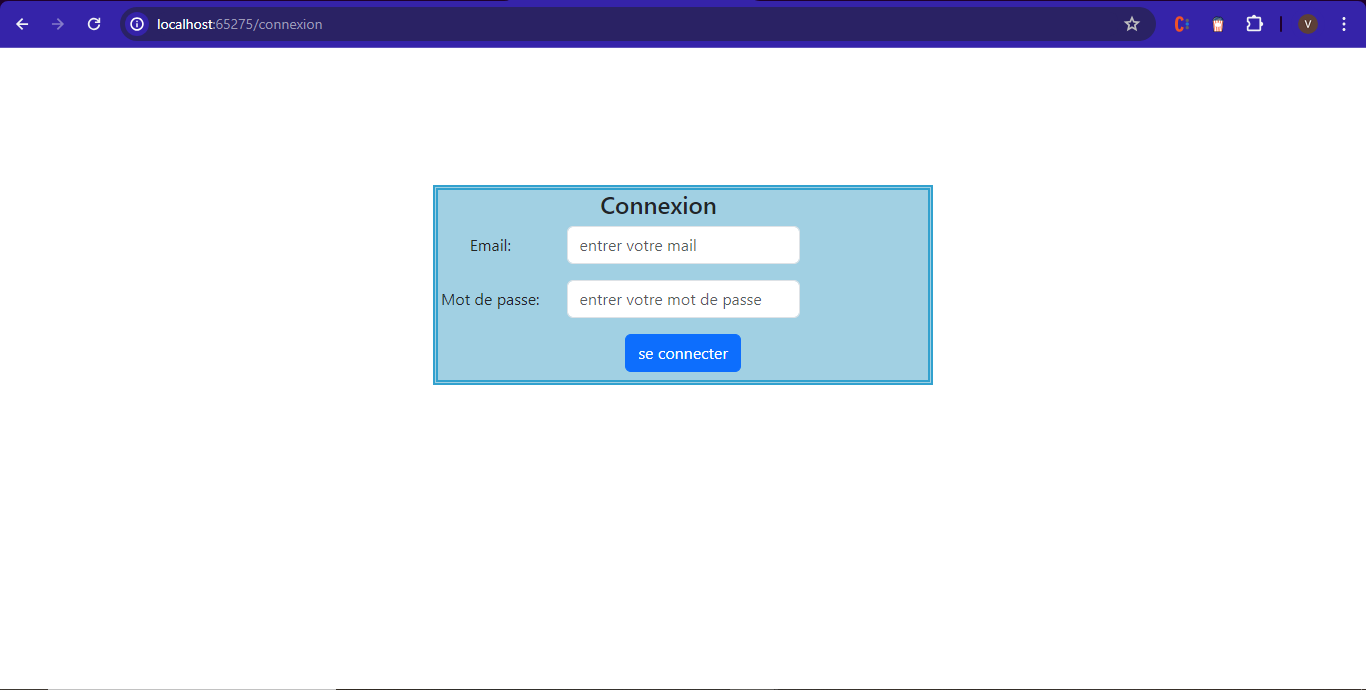 localhost:65275/connexion
V
Connexion
Email: entrer votre mail
Mot de passe: entrer votre mot de passe
se connecter